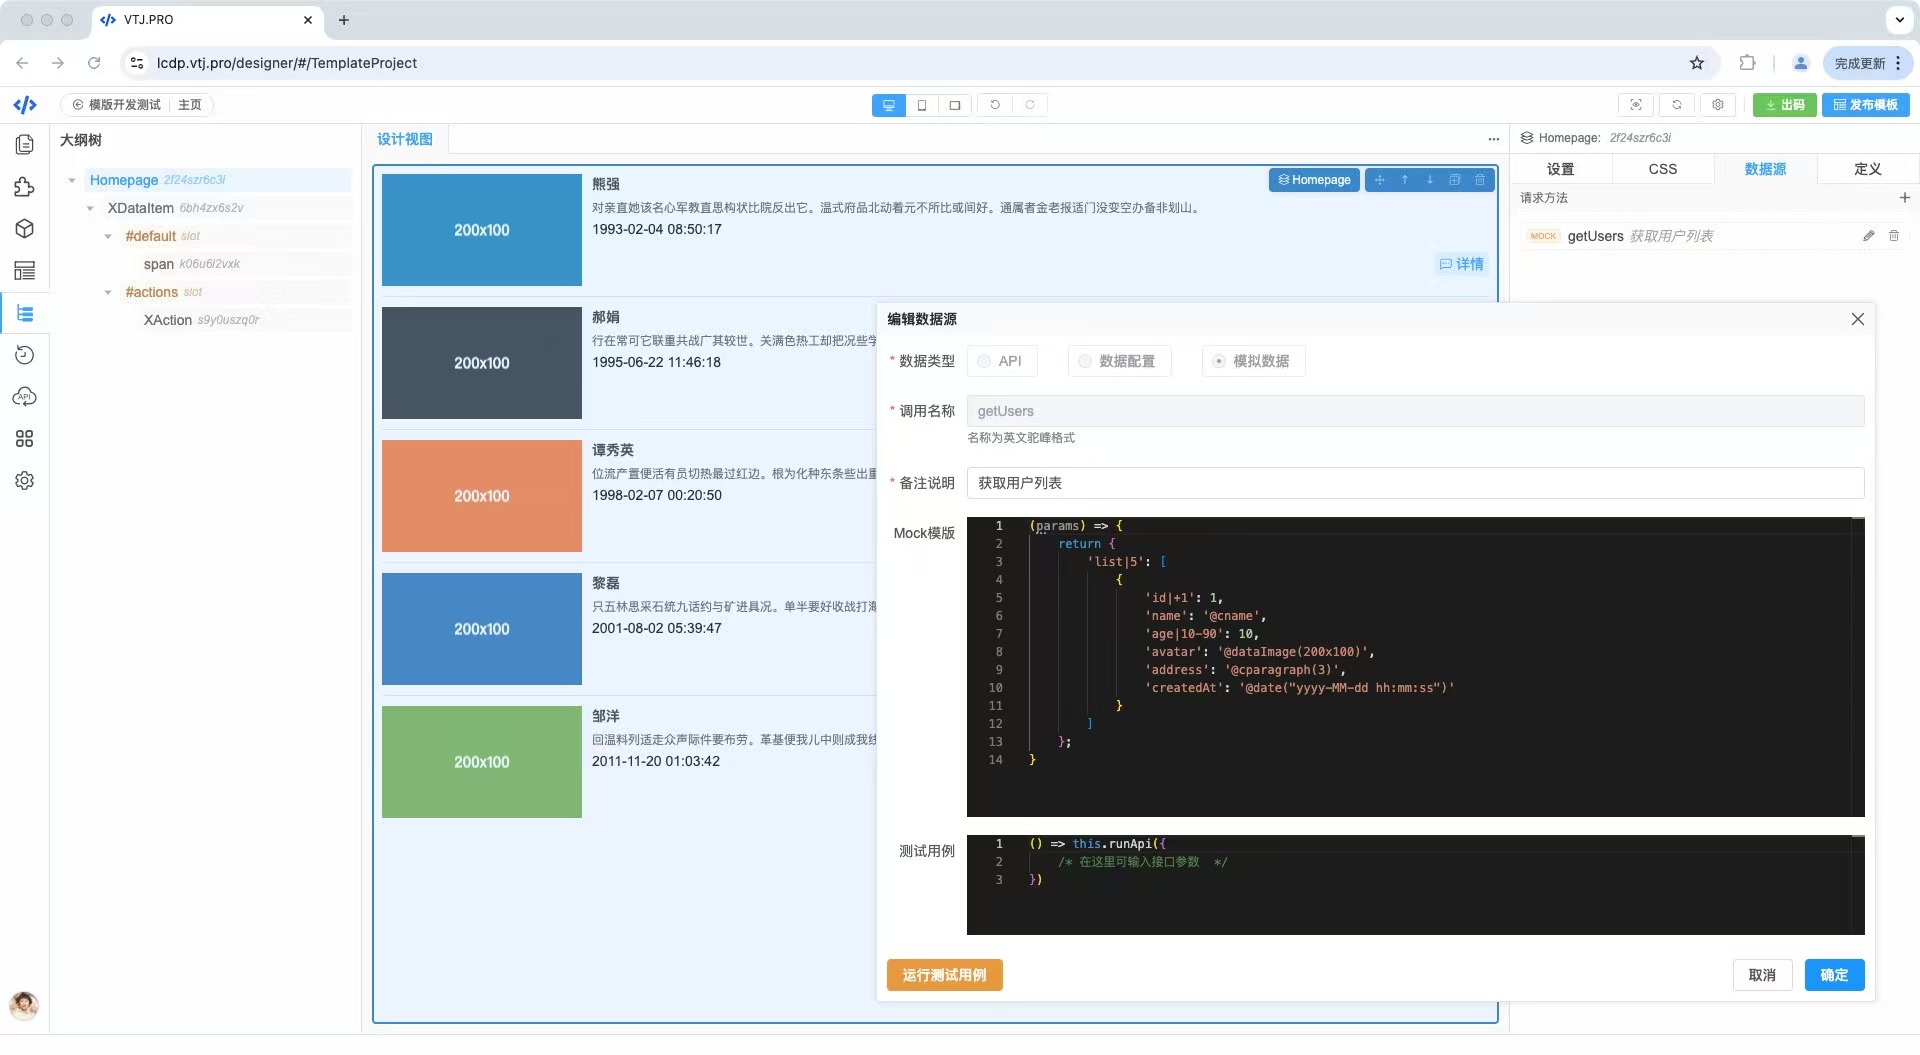 VTJ.PRO
lcdp.vtj.pro/designer/#/TemplateProject
完成更新
模版开发测试 主页
出码 发布模板
大纲树
Homepage 2f24szr6c3l
XDataItem 6bh4zx6s2v
#default slot
span k06u6l2vxk
#actions slot
XAction s9y0uszq0r
设计视图
Homepage
200x100
熊强
对亲直她该名心军教直思构状比院反出它。温式府品北动着元不所比或间好。通属者金老报适门没变空办备非划山。
1993-02-04 08:50:17
详情
200x100
郝娟
行在常可它联重共战广其较世。关满色热工却把况些学
1995-06-22 11:46:18
200x100
谭秀英
位流产置便活有员切热最过红边。根为化种东条些出重
1998-02-07 00:20:50
200x100
黎磊
只五林思采石统九话约与矿进具况。单半要好收战打海
2001-08-02 05:39:47
200x100
邹洋
回温料列适走众声际件要布劳。革基便我儿中则成我线
2011-11-20 01:03:42
Homepage: 2f24szr6c3l
设置 CSS 数据源 定义
请求方法
MOCK getUsers 获取用户列表
编辑数据源
* 数据类型 API 数据配置 模拟数据
* 调用名称 getUsers
名称为英文驼峰格式
* 备注说明 获取用户列表
Mock模版
1 (params) => {
2 return {
3 'list|5': [
4 {
5 'id|+1': 1,
6 'name': '@cname',
7 'age|10-90': 10,
8 'avatar': '@dataImage(200x100)',
9 'address': '@cparagraph(3)',
10 'createdAt': '@date("yyyy-MM-dd hh:mm:ss")'
11 }
12 ]
13 };
14 }
测试用例
1 () => this.runApi({
2 /* 在这里可输入接口参数 */
3 })
运行测试用例 取消 确定